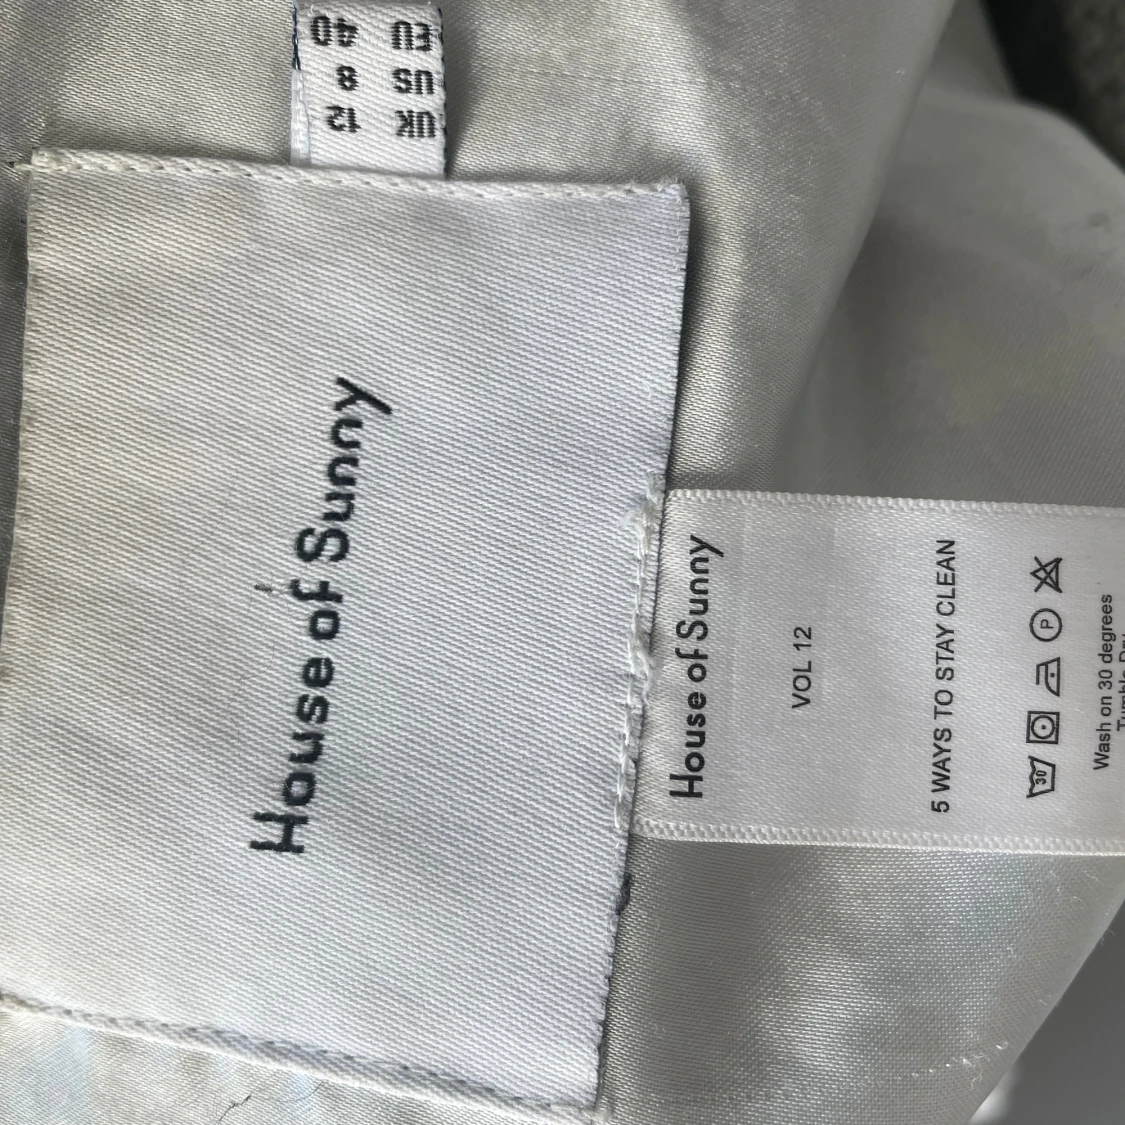 EU 40
US 8
UK 12
House of Sunny
House of Sunny
VOL 12
5 WAYS TO STAY CLEAN
30 P
Wash on 30 degrees